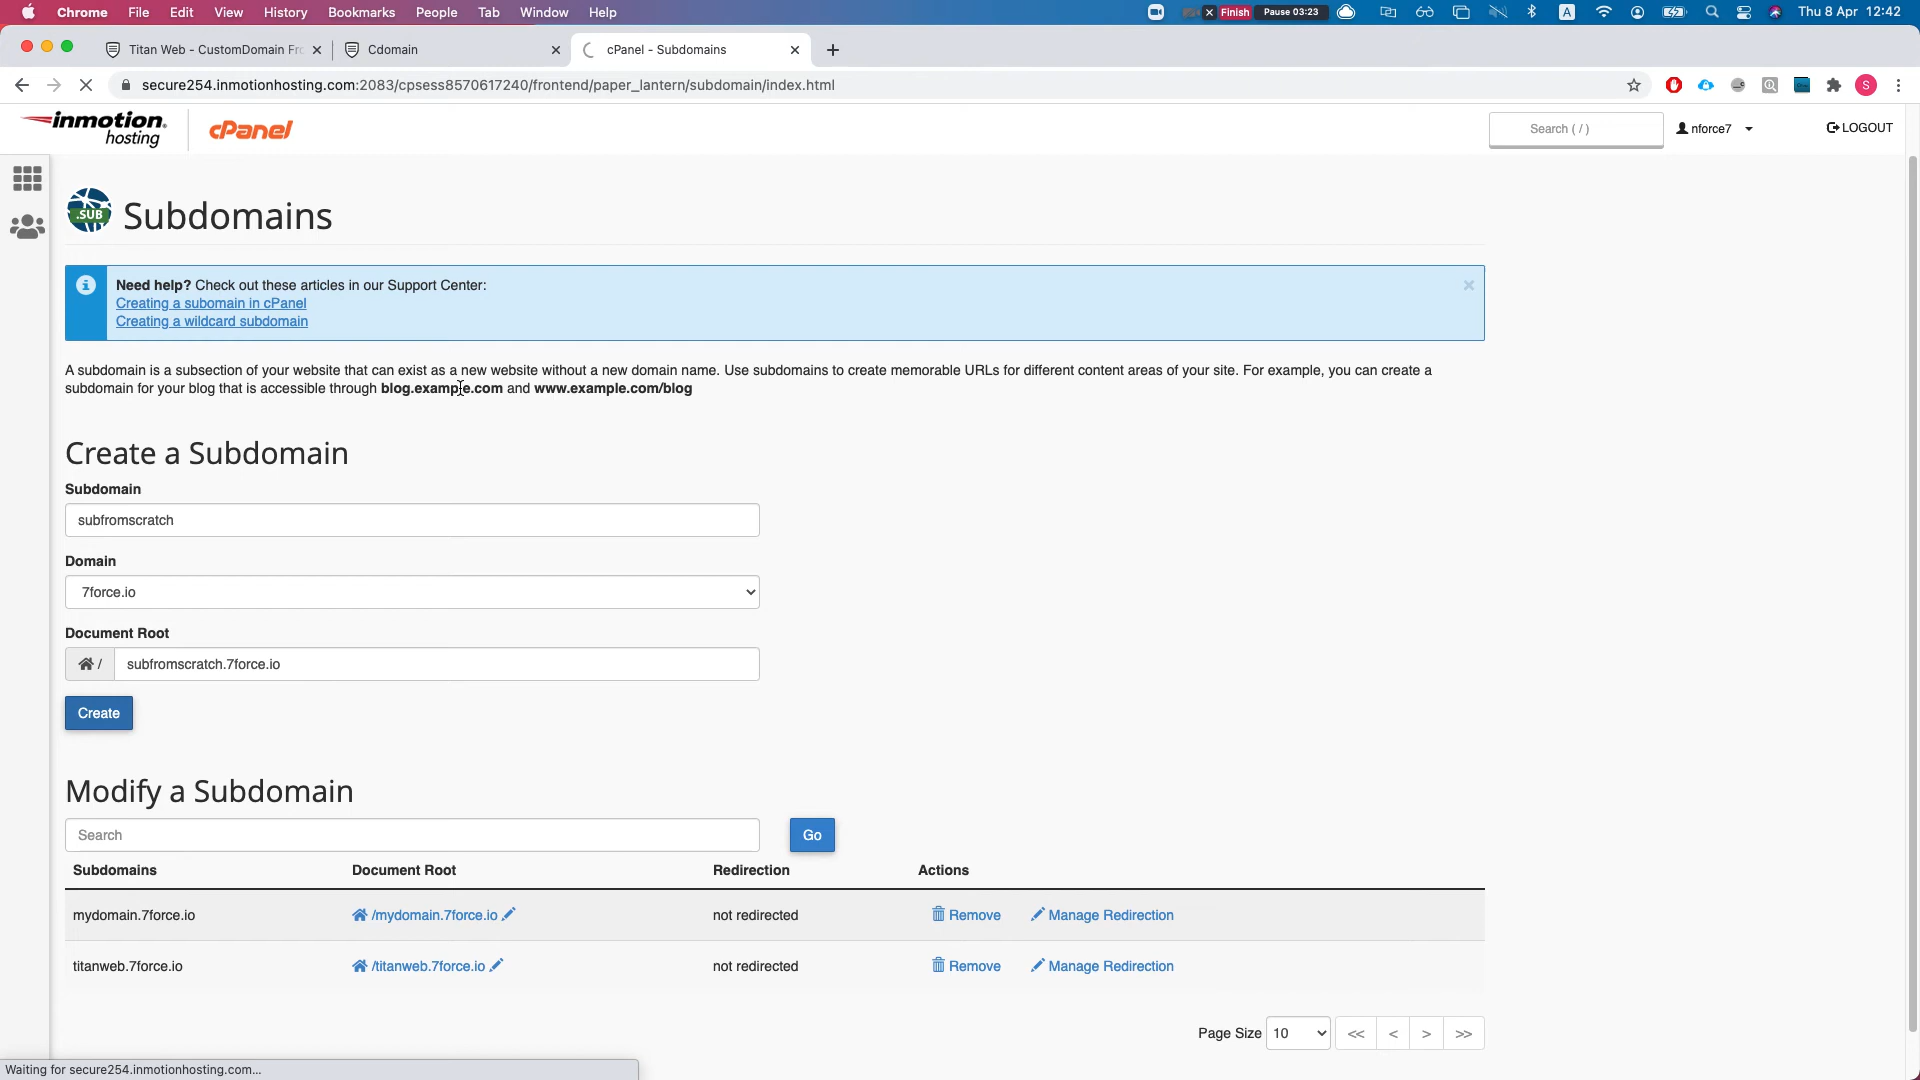 Chrome File Edit View History Bookmarks People Tab Window Help
Finish Pause 03:23
A
Thu 8 Apr 12:42
Titan Web - CustomDomain Fr
Cdomain
cPanel - Subdomains
secure254.inmotionhosting.com:2083/cpsess8570617240/frontend/paper_lantern/subdomain/index.html
S
inmotion hosting
cPanel
Search ( / )
nforce7
LOGOUT
.SUB
Subdomains
Need help? Check out these articles in our Support Center:
Creating a subomain in cPanel
Creating a wildcard subdomain
A subdomain is a subsection of your website that can exist as a new website without a new domain name. Use subdomains to create memorable URLs for different content areas of your site. For example, you can create a
subdomain for your blog that is accessible through blog.example.com and www.example.com/blog
Create a Subdomain
Subdomain
subfromscratch
Domain
7force.io
Document Root
/ subfromscratch.7force.io
Create
Modify a Subdomain
Search
Go
Subdomains Document Root Redirection Actions
mydomain.7force.io /mydomain.7force.io not redirected Remove Manage Redirection
titanweb.7force.io /titanweb.7force.io not redirected Remove Manage Redirection
Page Size 10 << < > >>
Waiting for secure254.inmotionhosting.com...